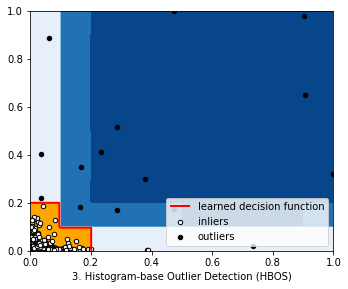 1.0
0.8
0.6
0.4
0.2
0.0
learned decision function
inliers
outliers
0.0 0.2 0.4 0.6 0.8 1.0
3. Histogram-base Outlier Detection (HBOS)